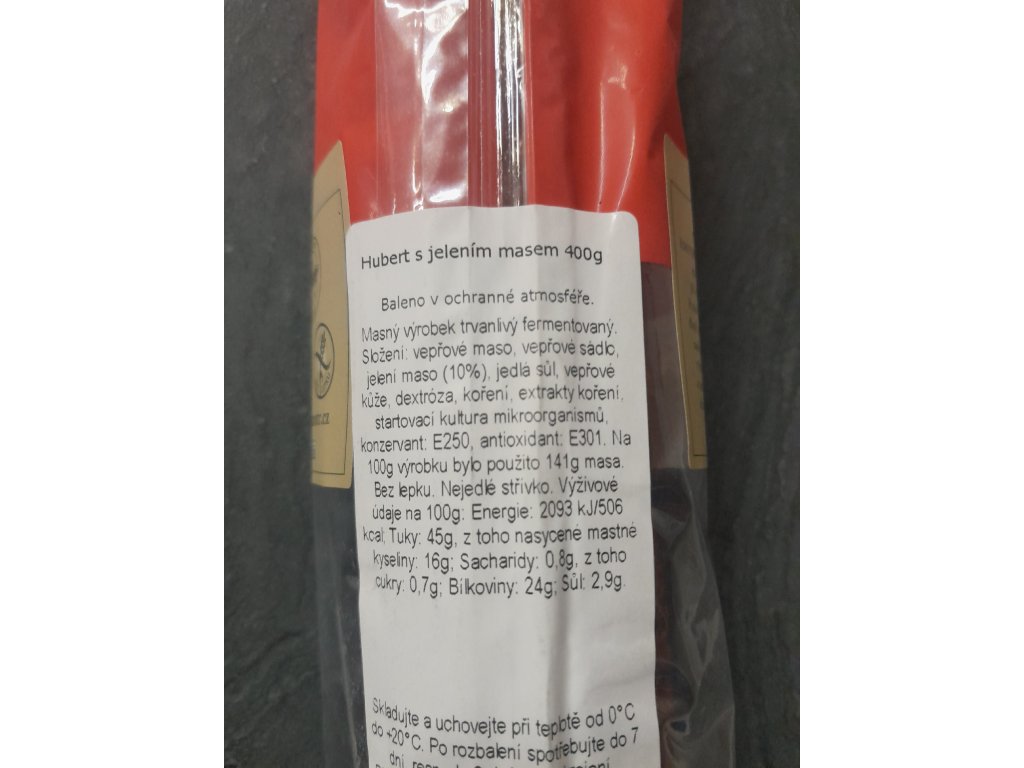 Hubert s jelením masem 400g
Baleno v ochranné atmosféře.
Masný výrobek trvanlivý fermentovaný.
Složení: vepřové maso, vepřové sádlo,
jelení maso (10%), jedlá sůl, vepřové
kůže, dextróza, koření, extrakty koření,
startovací kultura mikroorganismů,
konzervant: E250, antioxidant: E301. Na
100g výrobku bylo použito 141g masa.
Bez lepku. Nejedlé střívko. Výživové
údaje na 100g: Energie: 2093 kJ/506
kcal; Tuky: 45g, z toho nasycené mastné
kyseliny: 16g; Sacharidy: 0,8g, z toho
cukry: 0,7g; Bílkoviny: 24g; Sůl: 2,9g.
Skladujte a uchovejte při teplotě od 0°C
do +20°C. Po rozbalení spotřebujte do 7
dní